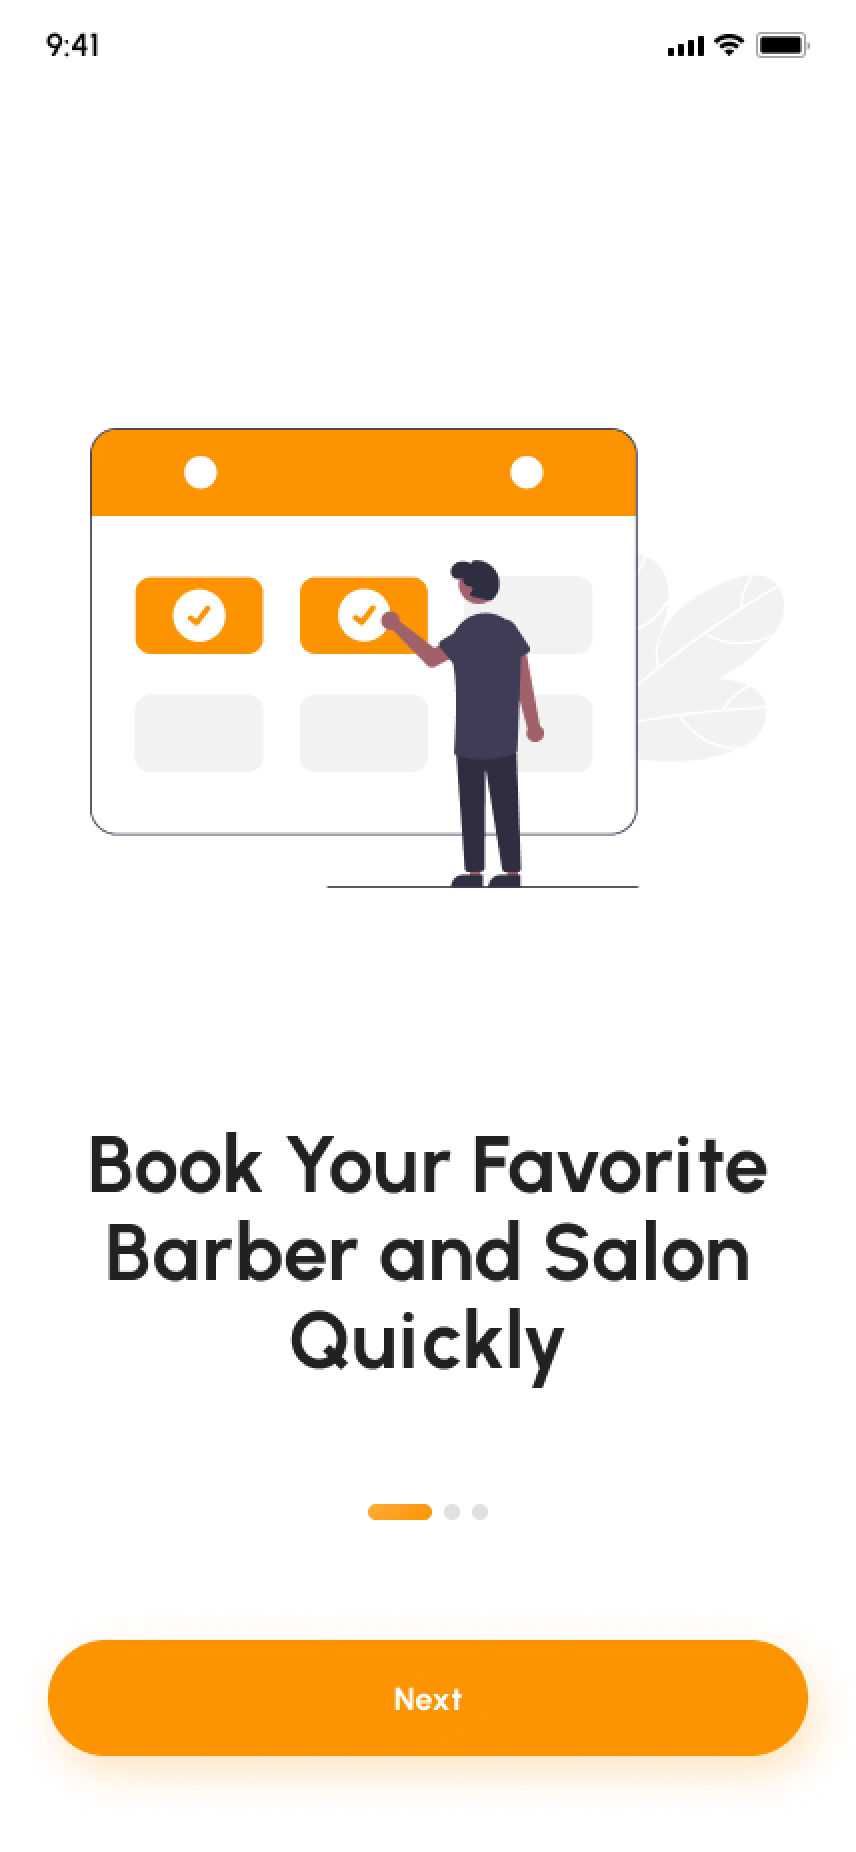 9:41
Book Your Favorite
Barber and Salon
Quickly
Next